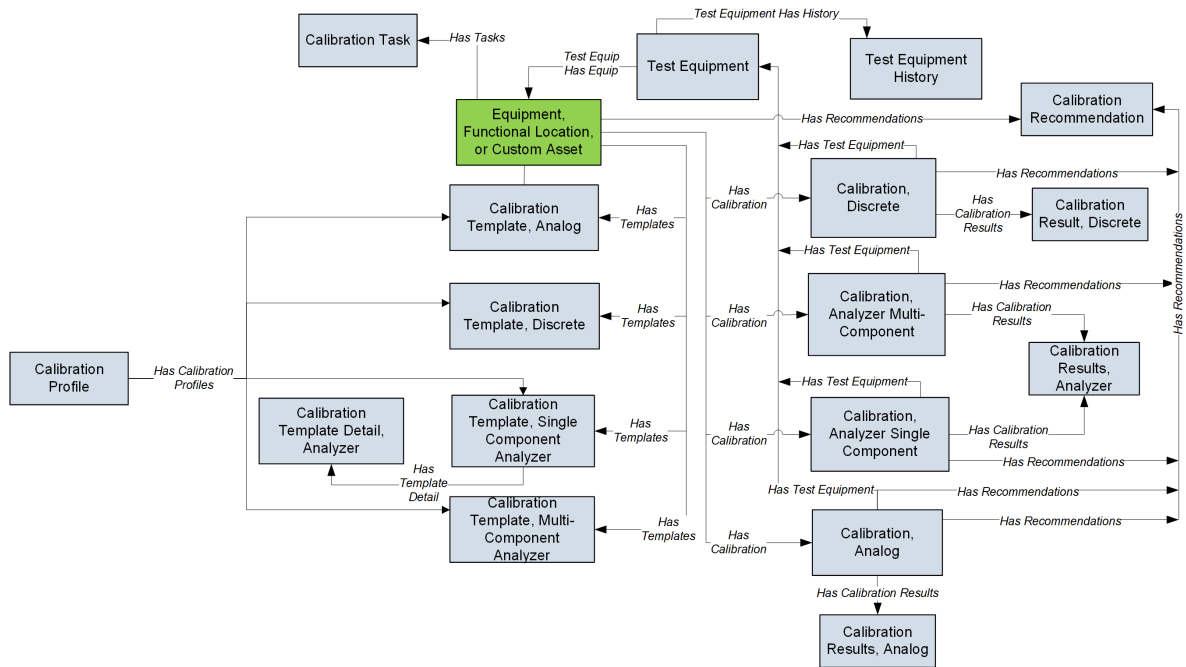 Test Equipment Has History
Calibration Task
Has Tasks
Test Equip
Has Equip
Test Equipment
Test Equipment
History
Calibration
Recommendation
Equipment,
Functional Location,
or Custom Asset
Has Recommendations
Has Test Equipment
Calibration,
Discrete
Has Recommendations
Has
Calibration
Results
Calibration
Result, Discrete
Calibration
Template, Analog
Has
Templates
Has
Calibration
Has Test Equipment
Has Recommendations
Calibration
Template, Discrete
Has
Templates
Has
Calibration
Calibration,
Analyzer Multi-
Component
Has Recommendations
Has Calibration
Results
Calibration
Results,
Analyzer
Calibration
Profile
Has Calibration
Profiles
Has Test Equipment
Calibration
Template Detail,
Analyzer
Calibration
Template, Single
Component
Analyzer
Has
Templates
Has
Calibration
Calibration,
Analyzer Single
Component
Has Calibration
Results
Has Recommendations
Has
Template
Detail
Has Test Equipment
Has Recommendations
Calibration
Template, Multi-
Component
Analyzer
Has
Templates
Has
Calibration
Calibration,
Analog
Has Recommendations
Has Calibration Results
Calibration
Results, Analog